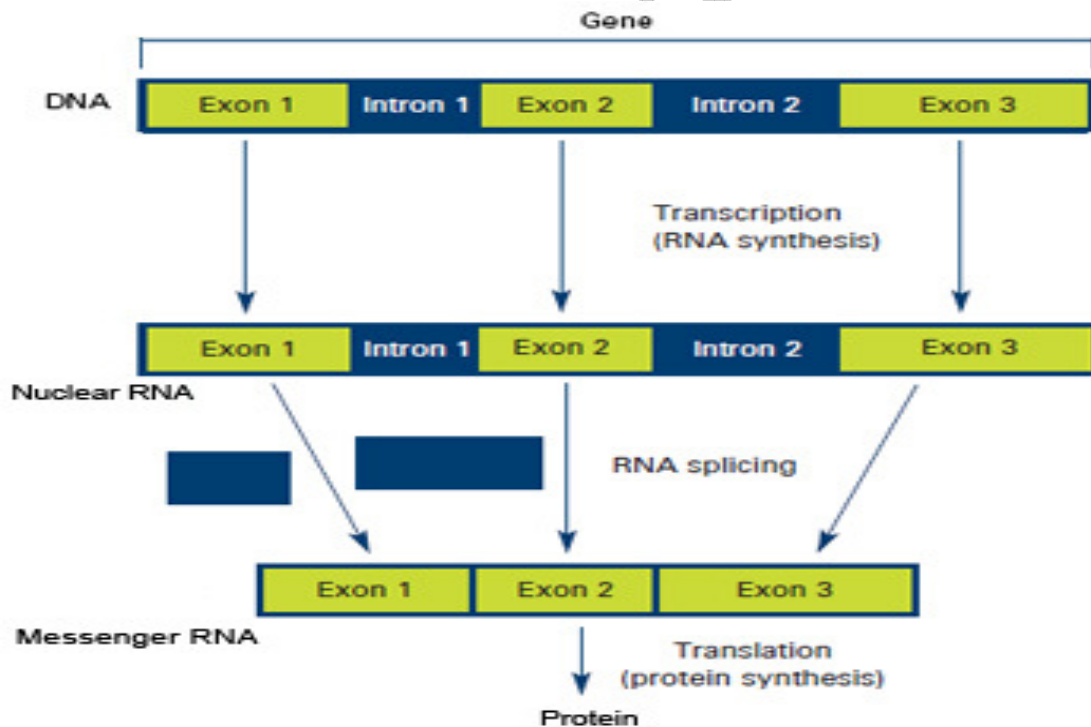 Gene
DNA
Exon 1 Intron 1 Exon 2 Intron 2 Exon 3
Transcription
(RNA synthesis)
Exon 1 Intron 1 Exon 2 Intron 2 Exon 3
Nuclear RNA
RNA splicing
Exon 1 Exon 2 Exon 3
Messenger RNA
Translation
(protein synthesis)
Protein